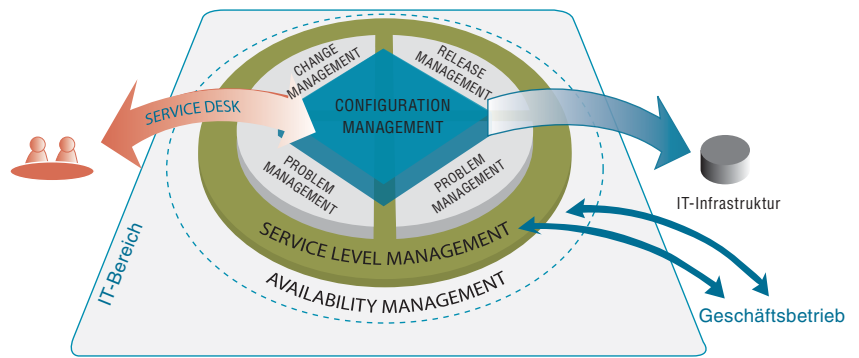 CHANGE
MANAGEMENT
RELEASE
MANAGEMENT
SERVICE DESK
CONFIGURATION
MANAGEMENT
PROBLEM
MANAGEMENT
PROBLEM
MANAGEMENT
IT-Infrastruktur
SERVICE LEVEL MANAGEMENT
AVAILABILITY MANAGEMENT
IT-Bereich
Geschäftsbetrieb